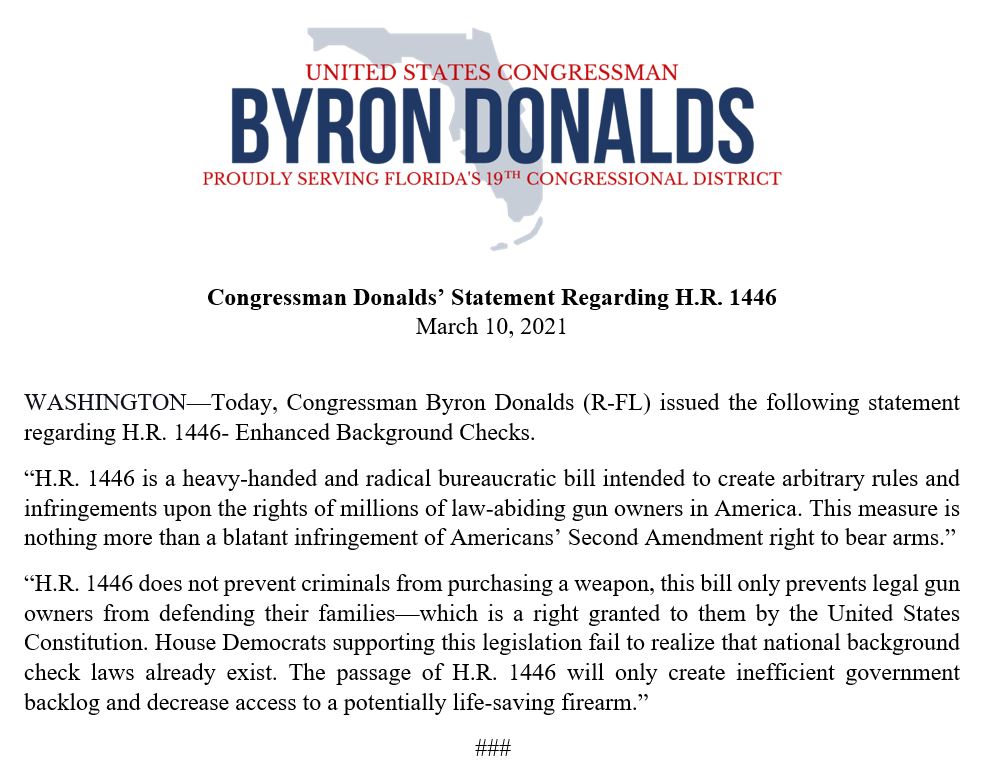 UNITED STATES CONGRESSMAN
BYRON DONALDS
PROUDLY SERVING FLORIDA'S 19TH CONGRESSIONAL DISTRICT
Congressman Donalds’ Statement Regarding H.R. 1446
March 10, 2021
WASHINGTON—Today, Congressman Byron Donalds (R-FL) issued the following statement
regarding H.R. 1446- Enhanced Background Checks.
“H.R. 1446 is a heavy-handed and radical bureaucratic bill intended to create arbitrary rules and
infringements upon the rights of millions of law-abiding gun owners in America. This measure is
nothing more than a blatant infringement of Americans’ Second Amendment right to bear arms.”
“H.R. 1446 does not prevent criminals from purchasing a weapon, this bill only prevents legal gun
owners from defending their families—which is a right granted to them by the United States
Constitution. House Democrats supporting this legislation fail to realize that national background
check laws already exist. The passage of H.R. 1446 will only create inefficient government
backlog and decrease access to a potentially life-saving firearm.”
###